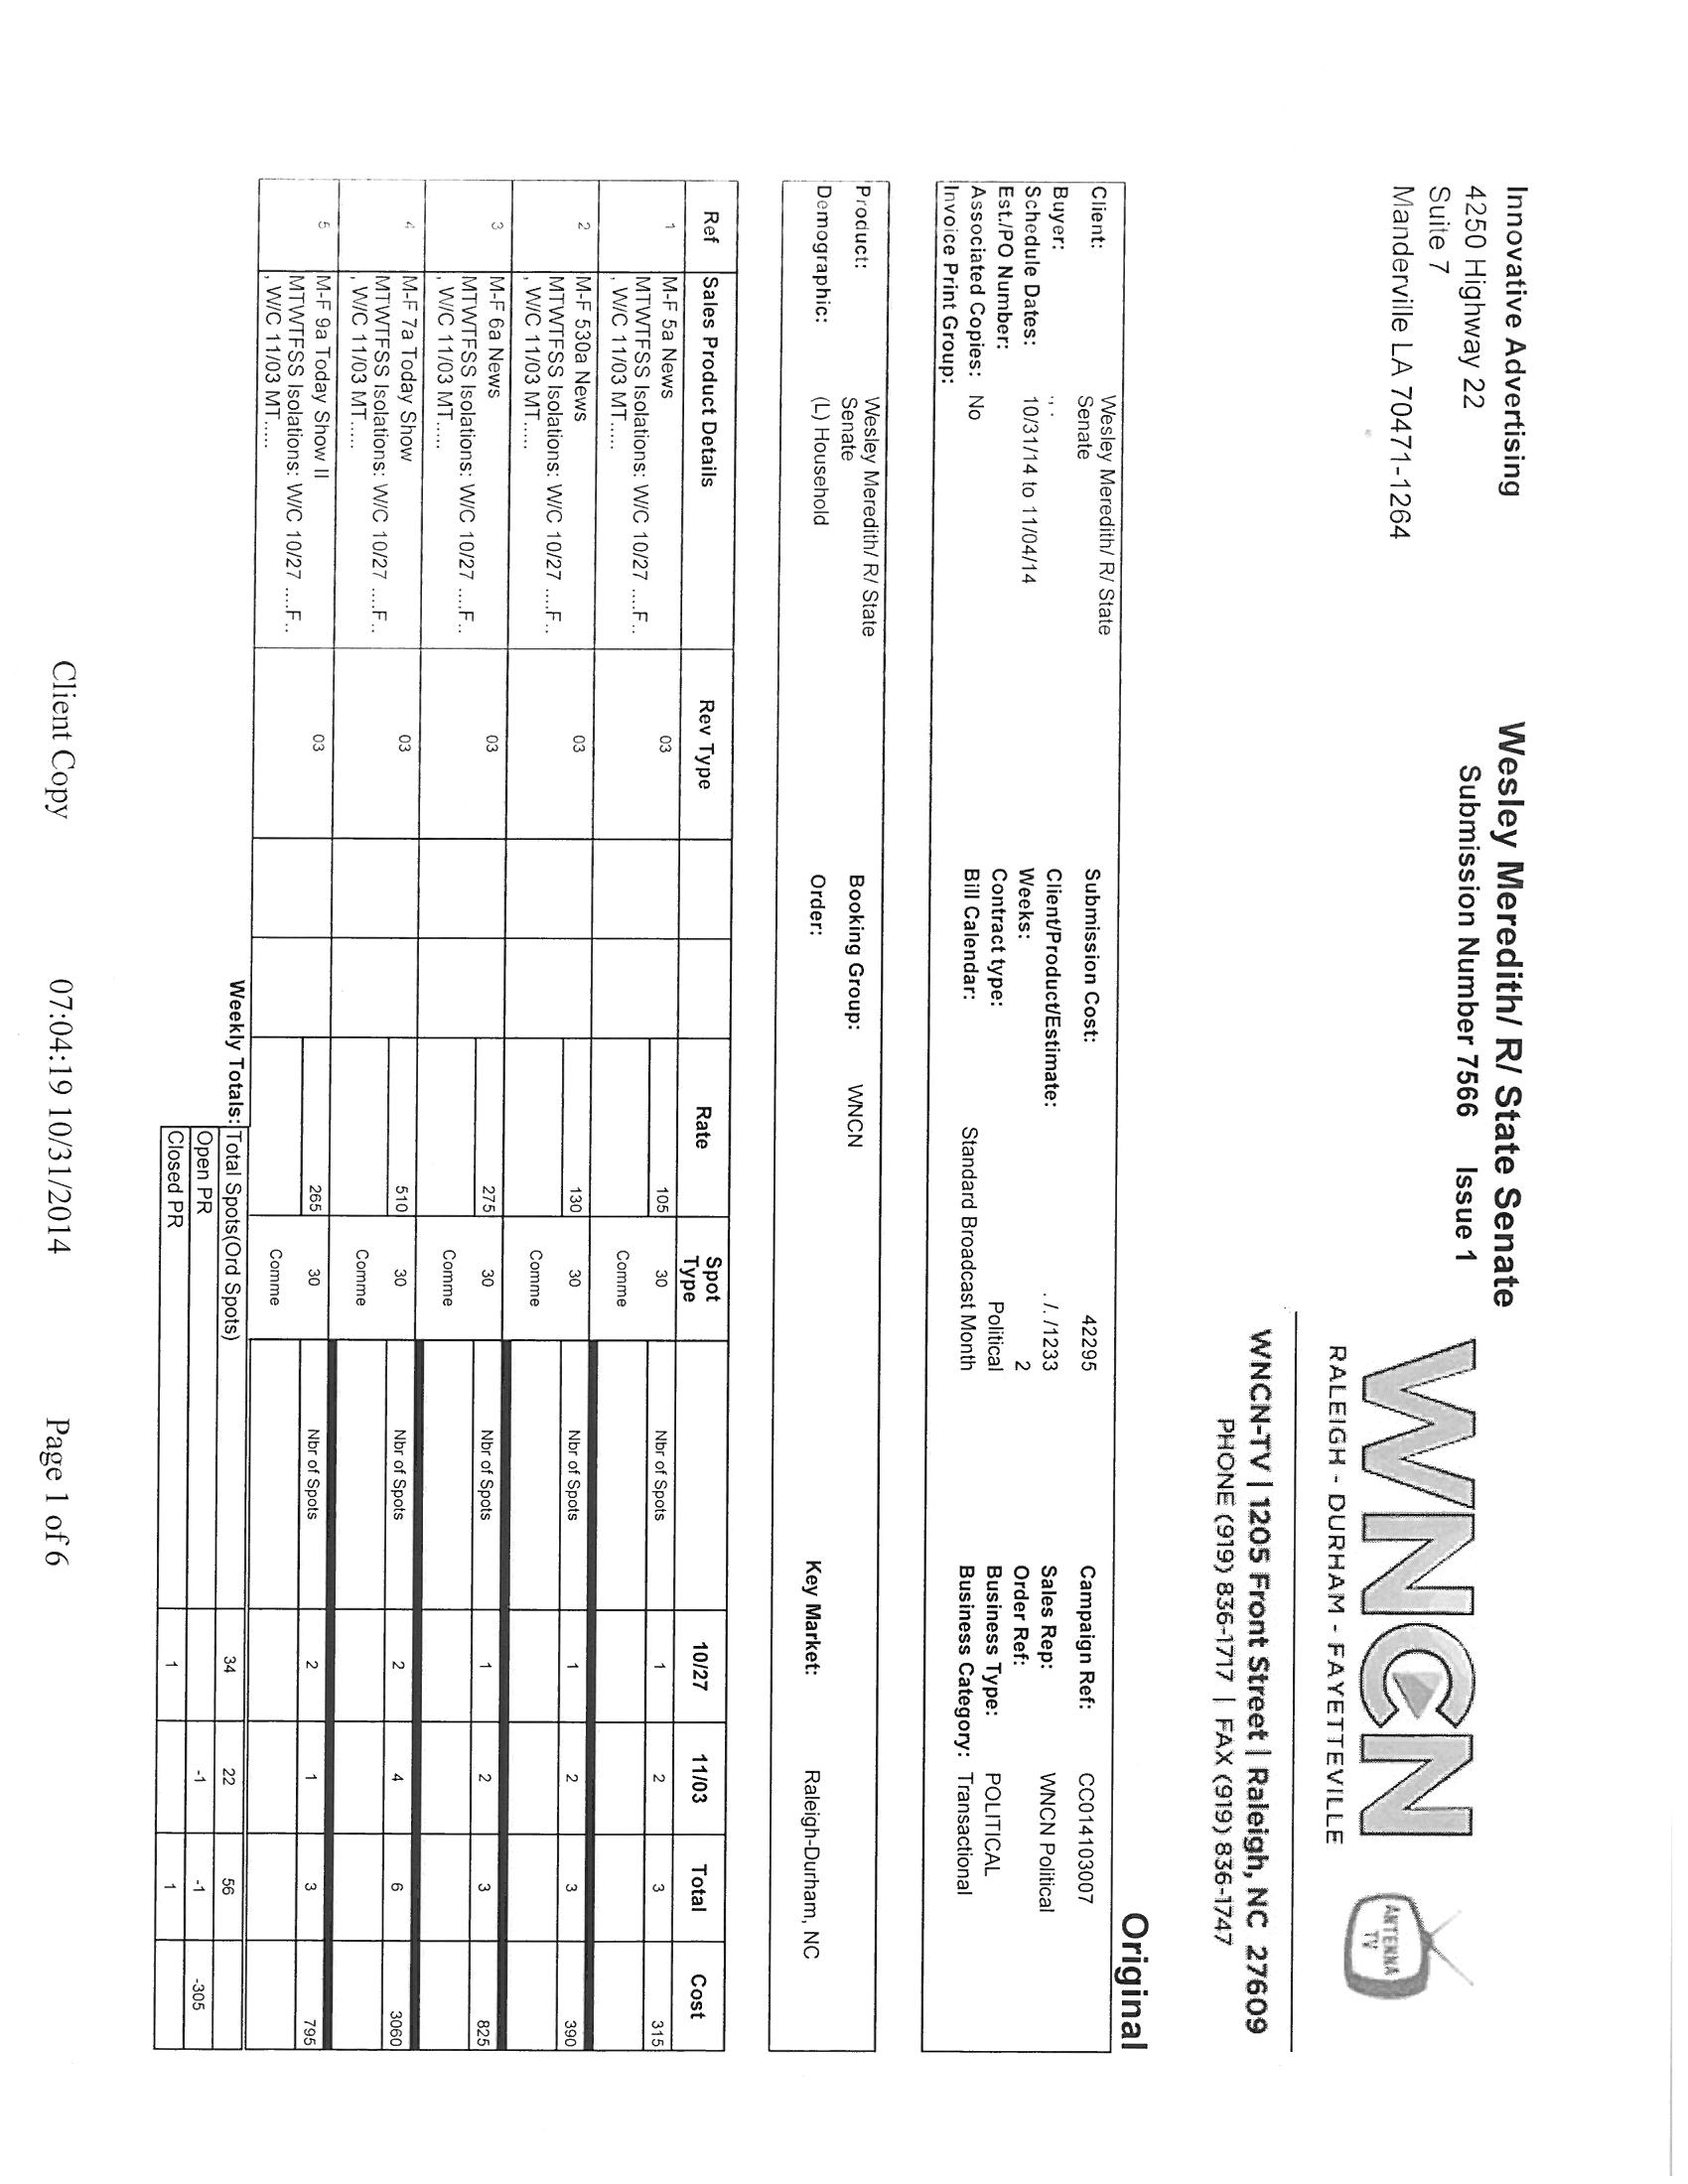 Innovative Advertising
4250 Highway 22
Suite 7
Manderville LA 70471-1264
Wesley Meredith/ R/ State Senate
Submission Number 7566 Issue 1
WNCN
RALEIGH - DURHAM - FAYETTEVILLE
ANTENNA
TV
WNCN-TV | 1205 Front Street | Raleigh, NC 27609
PHONE (919) 836-1717 | FAX (919) 836-1747
Original
Client: Wesley Meredith/ R/ State
Senate
Buyer: ., .
Schedule Dates: 10/31/14 to 11/04/14
Est./PO Number:
Associated Copies: No
Invoice Print Group:
Submission Cost: 42295
Client/Product/Estimate: . /. /1233
Weeks: 2
Contract type: Political
Bill Calendar: Standard Broadcast Month
Campaign Ref: CC014103007
Sales Rep: WNCN Political
Order Ref:
Business Type: POLITICAL
Business Category: Transactional
Product: Wesley Meredith/ R/ State
Senate
Demographic: (L) Household
Booking Group: WNCN
Order:
Key Market: Raleigh-Durham, NC
Ref Sales Product Details Rev Type Rate Spot Type 10/27 11/03 Total Cost
1 M-F 5a News 03 105 30 Nbr of Spots 1 2 3 315
MTWTFSS Isolations: W/C 10/27 ....F..
, W/C 11/03 MT..... Comme
2 M-F 530a News 03 130 30 Nbr of Spots 1 2 3 390
MTWTFSS Isolations: W/C 10/27 ....F..
, W/C 11/03 MT..... Comme
3 M-F 6a News 03 275 30 Nbr of Spots 1 2 3 825
MTWTFSS Isolations: W/C 10/27 ....F..
, W/C 11/03 MT..... Comme
4 M-F 7a Today Show 03 510 30 Nbr of Spots 2 4 6 3060
MTWTFSS Isolations: W/C 10/27 ....F..
, W/C 11/03 MT..... Comme
5 M-F 9a Today Show II 03 265 30 Nbr of Spots 2 1 3 795
MTWTFSS Isolations: W/C 10/27 ....F..
, W/C 11/03 MT..... Comme
Weekly Totals: Total Spots(Ord Spots) 34 22 56
Open PR -1 -1 -305
Closed PR 1 1
Client Copy 07:04:19 10/31/2014 Page 1 of 6